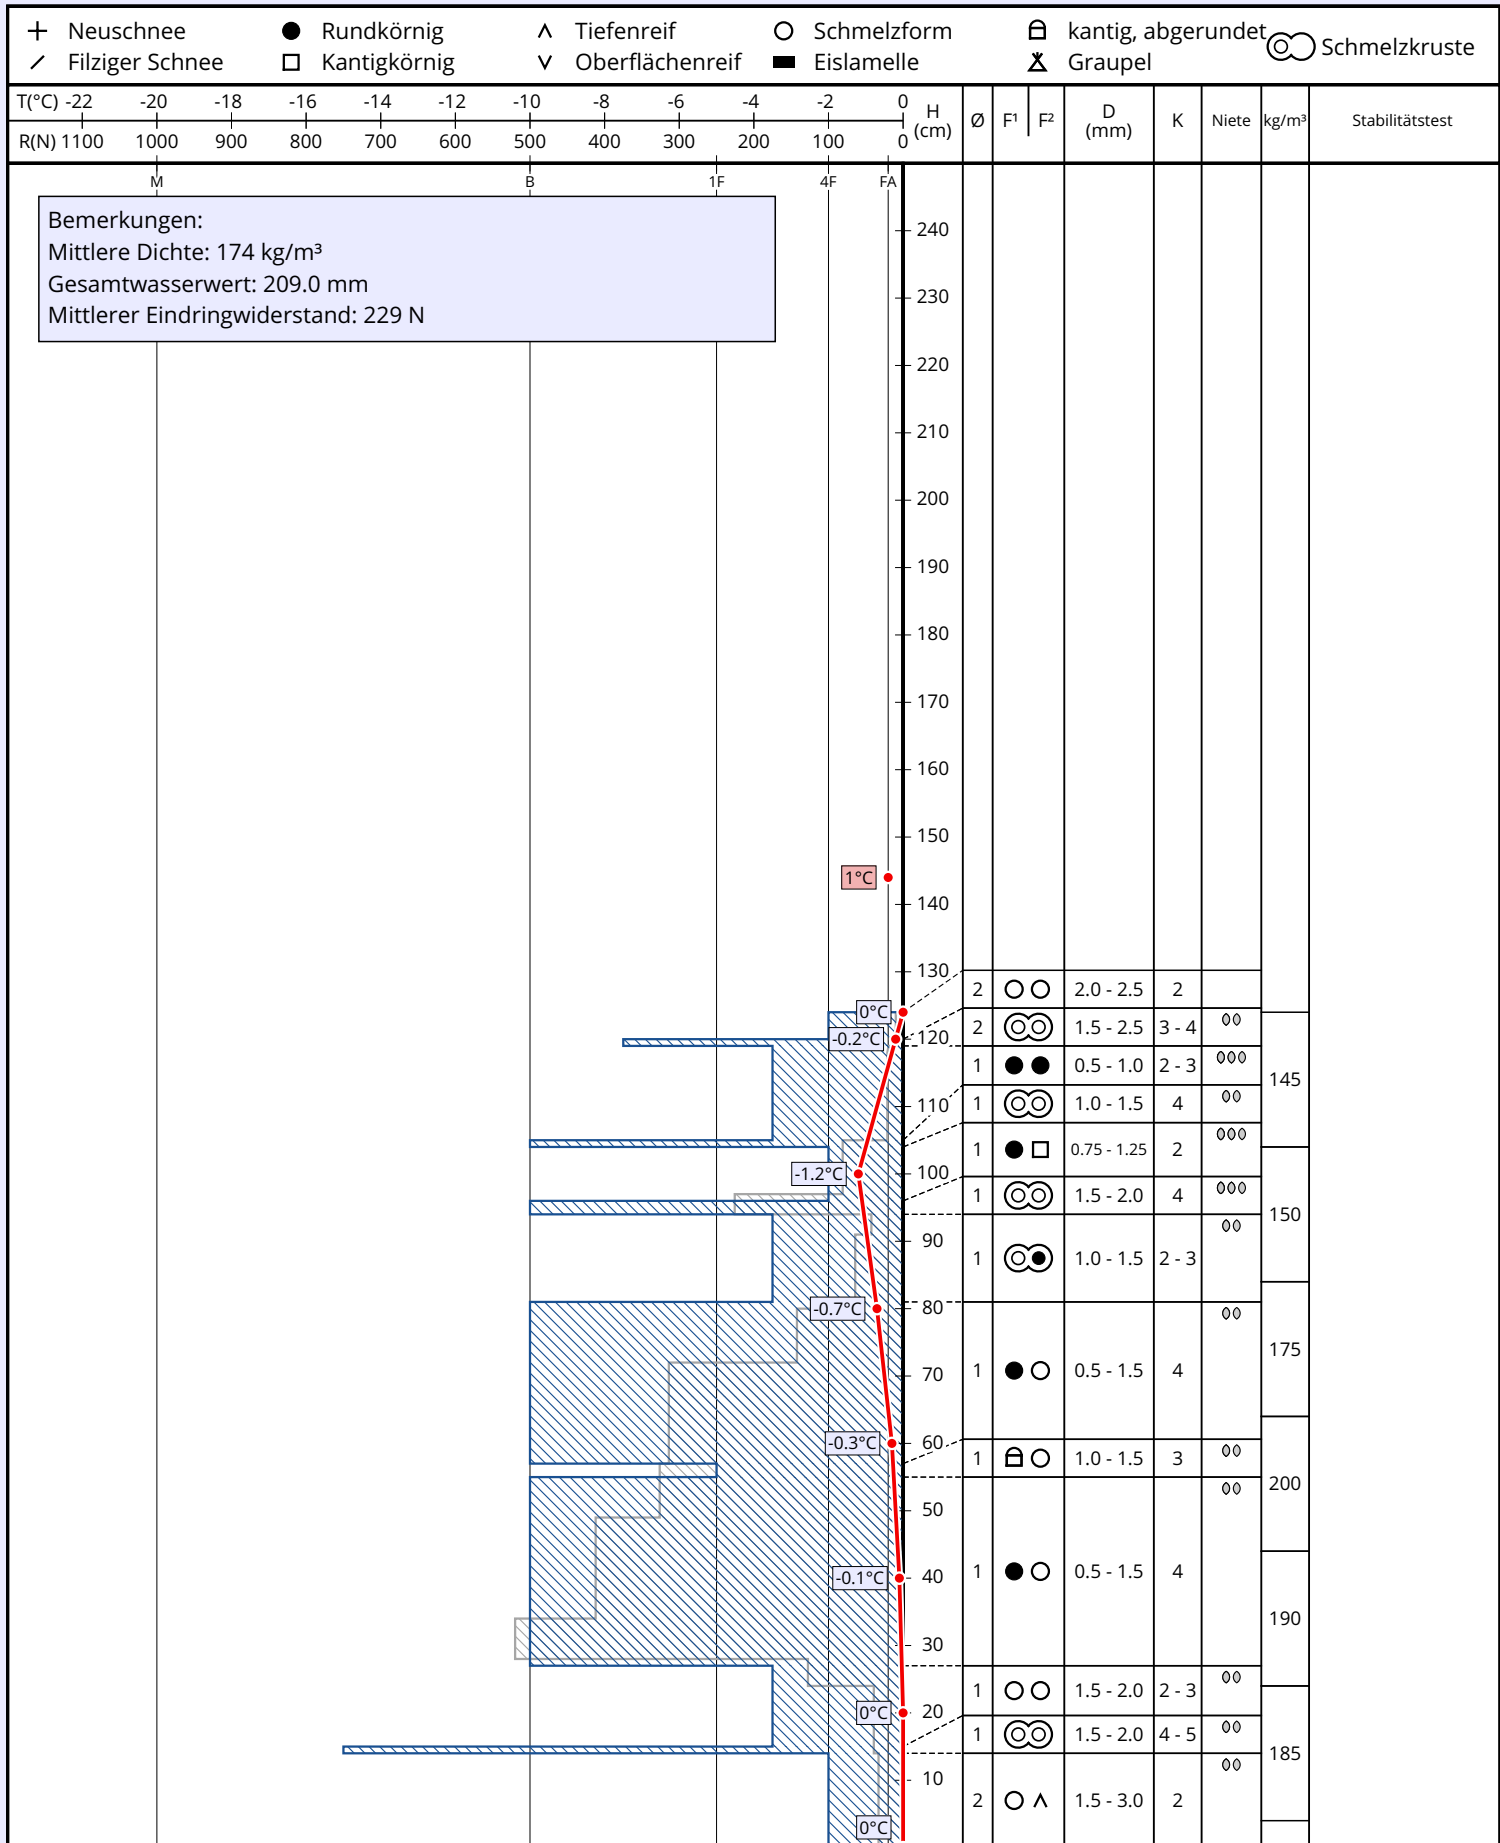 Neuschnee Rundkörnig Tiefenreif Schmelzform kantig, abgerundet Schmelzkruste
Filziger Schnee Kantigkörnig Oberflächenreif Eislamelle Graupel
T(°C) -22 -20 -18 -16 -14 -12 -10 -8 -6 -4 -2 0
R(N) 1100 1000 900 800 700 600 500 400 300 200 100 0
H (cm) Ø F¹ F² D (mm) K Niete kg/m³ Stabilitätstest
M B 1F 4F FA
Bemerkungen:
Mittlere Dichte: 174 kg/m³
Gesamtwasserwert: 209.0 mm
Mittlerer Eindringwiderstand: 229 N
240
230
220
210
200
190
180
170
160
150
1°C
140
130
2 2.0 - 2.5 2
0°C
2 1.5 - 2.5 3 - 4
-0.2°C 120
1 0.5 - 1.0 2 - 3
145
110 1 1.0 - 1.5 4
1 0.75 - 1.25 2
-1.2°C 100
1 1.5 - 2.0 4
150
90
1 1.0 - 1.5 2 - 3
-0.7°C 80
175
70 1 0.5 - 1.5 4
-0.3°C 60
1 1.0 - 1.5 3
200
50
1 0.5 - 1.5 4
-0.1°C 40
190
30
1 1.5 - 2.0 2 - 3
0°C 20
1 1.5 - 2.0 4 - 5
185
10
2 1.5 - 3.0 2
0°C